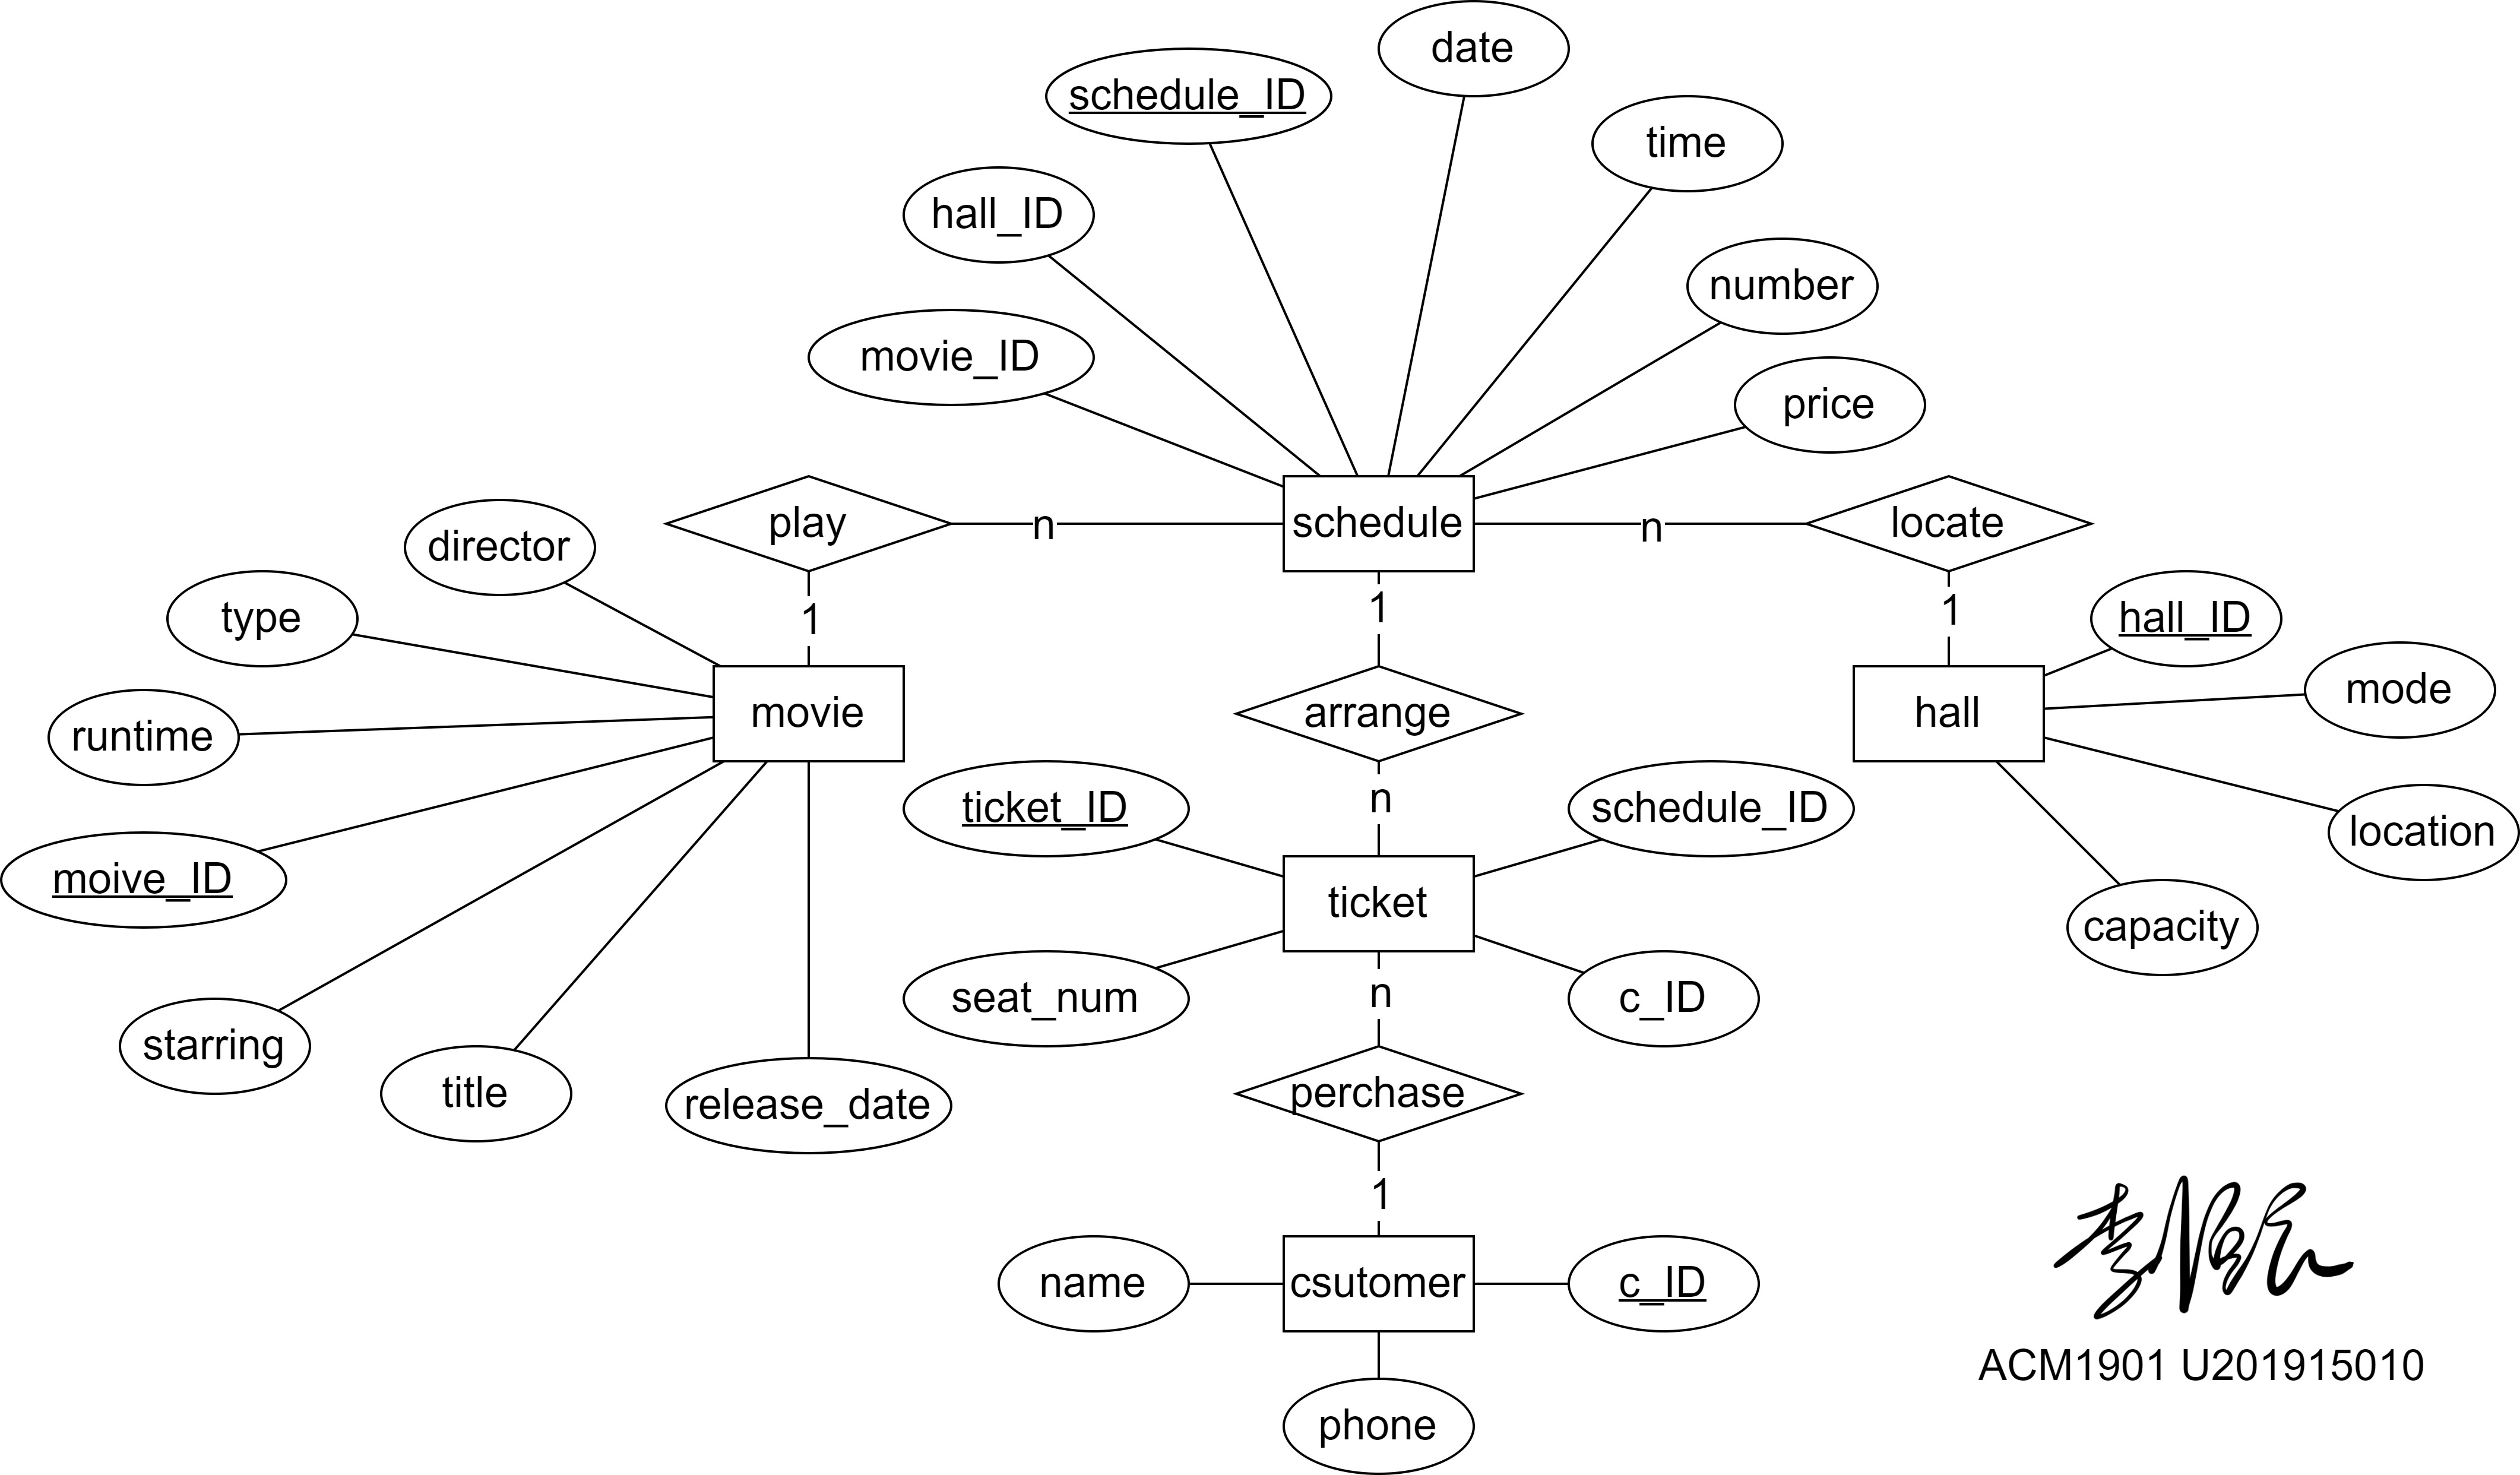 date
schedule_ID
time
hall_ID
number
movie_ID
price
play
n
schedule
n
locate
director
1
1
1
type
hall_ID
mode
runtime
movie
arrange
hall
n
ticket_ID
schedule_ID
location
moive_ID
ticket
capacity
seat_num
n
c_ID
starring
title
release_date
perchase
1
name
csutomer
c_ID
ACM1901 U201915010
phone